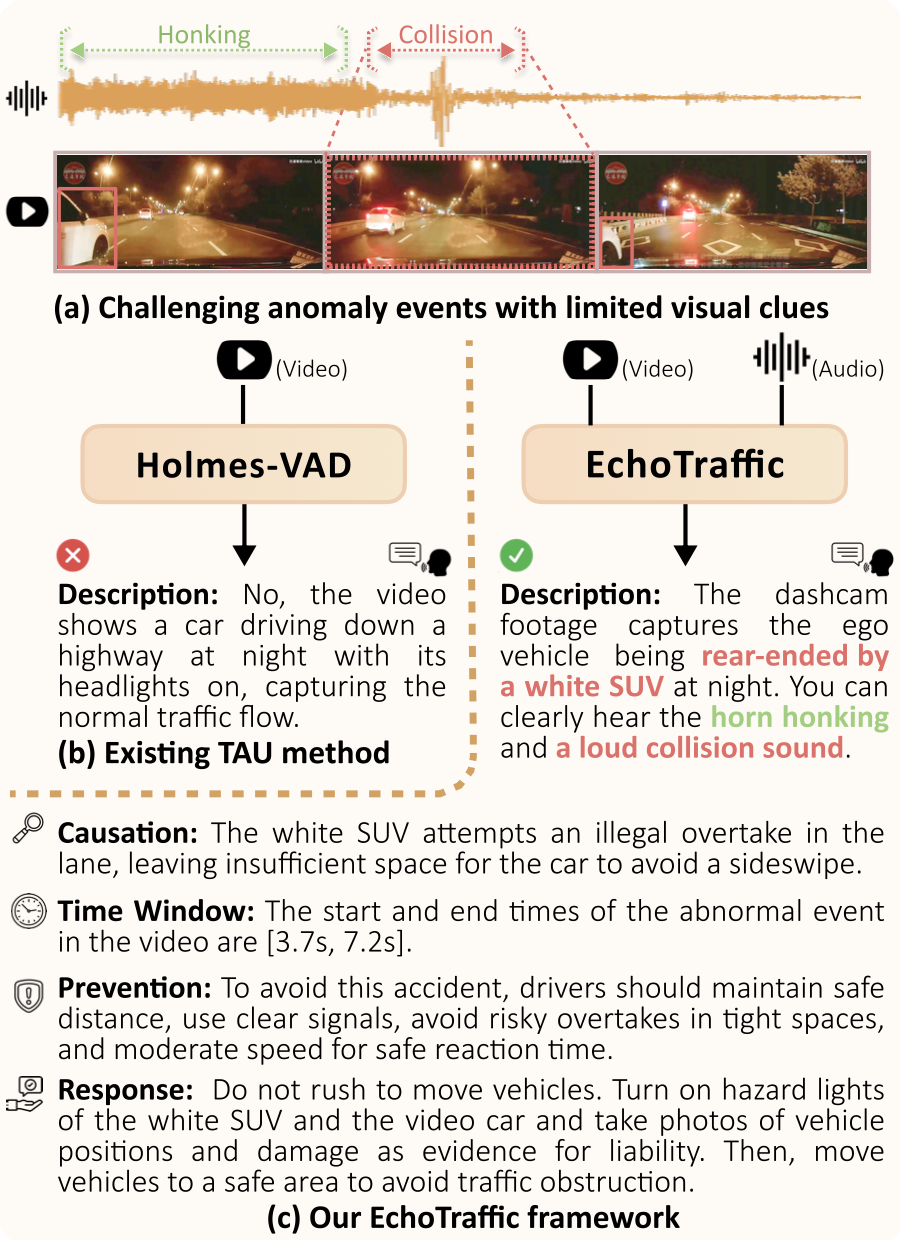 Honking
Collision
(a) Challenging anomaly events with limited visual clues
(Video)
Holmes-VAD
Description: No, the video
shows a car driving down a
highway at night with its
headlights on, capturing the
normal traffic flow.
(b) Existing TAU method
(Video)
(Audio)
EchoTraffic
Description: The dashcam
footage captures the ego
vehicle being rear-ended by
a white SUV at night. You can
clearly hear the horn honking
and a loud collision sound.
Causation: The white SUV attempts an illegal overtake in the
lane, leaving insufficient space for the car to avoid a sideswipe.
Time Window: The start and end times of the abnormal event
in the video are [3.7s, 7.2s].
Prevention: To avoid this accident, drivers should maintain safe
distance, use clear signals, avoid risky overtakes in tight spaces,
and moderate speed for safe reaction time.
Response: Do not rush to move vehicles. Turn on hazard lights
of the white SUV and the video car and take photos of vehicle
positions and damage as evidence for liability. Then, move
vehicles to a safe area to avoid traffic obstruction.
(c) Our EchoTraffic framework